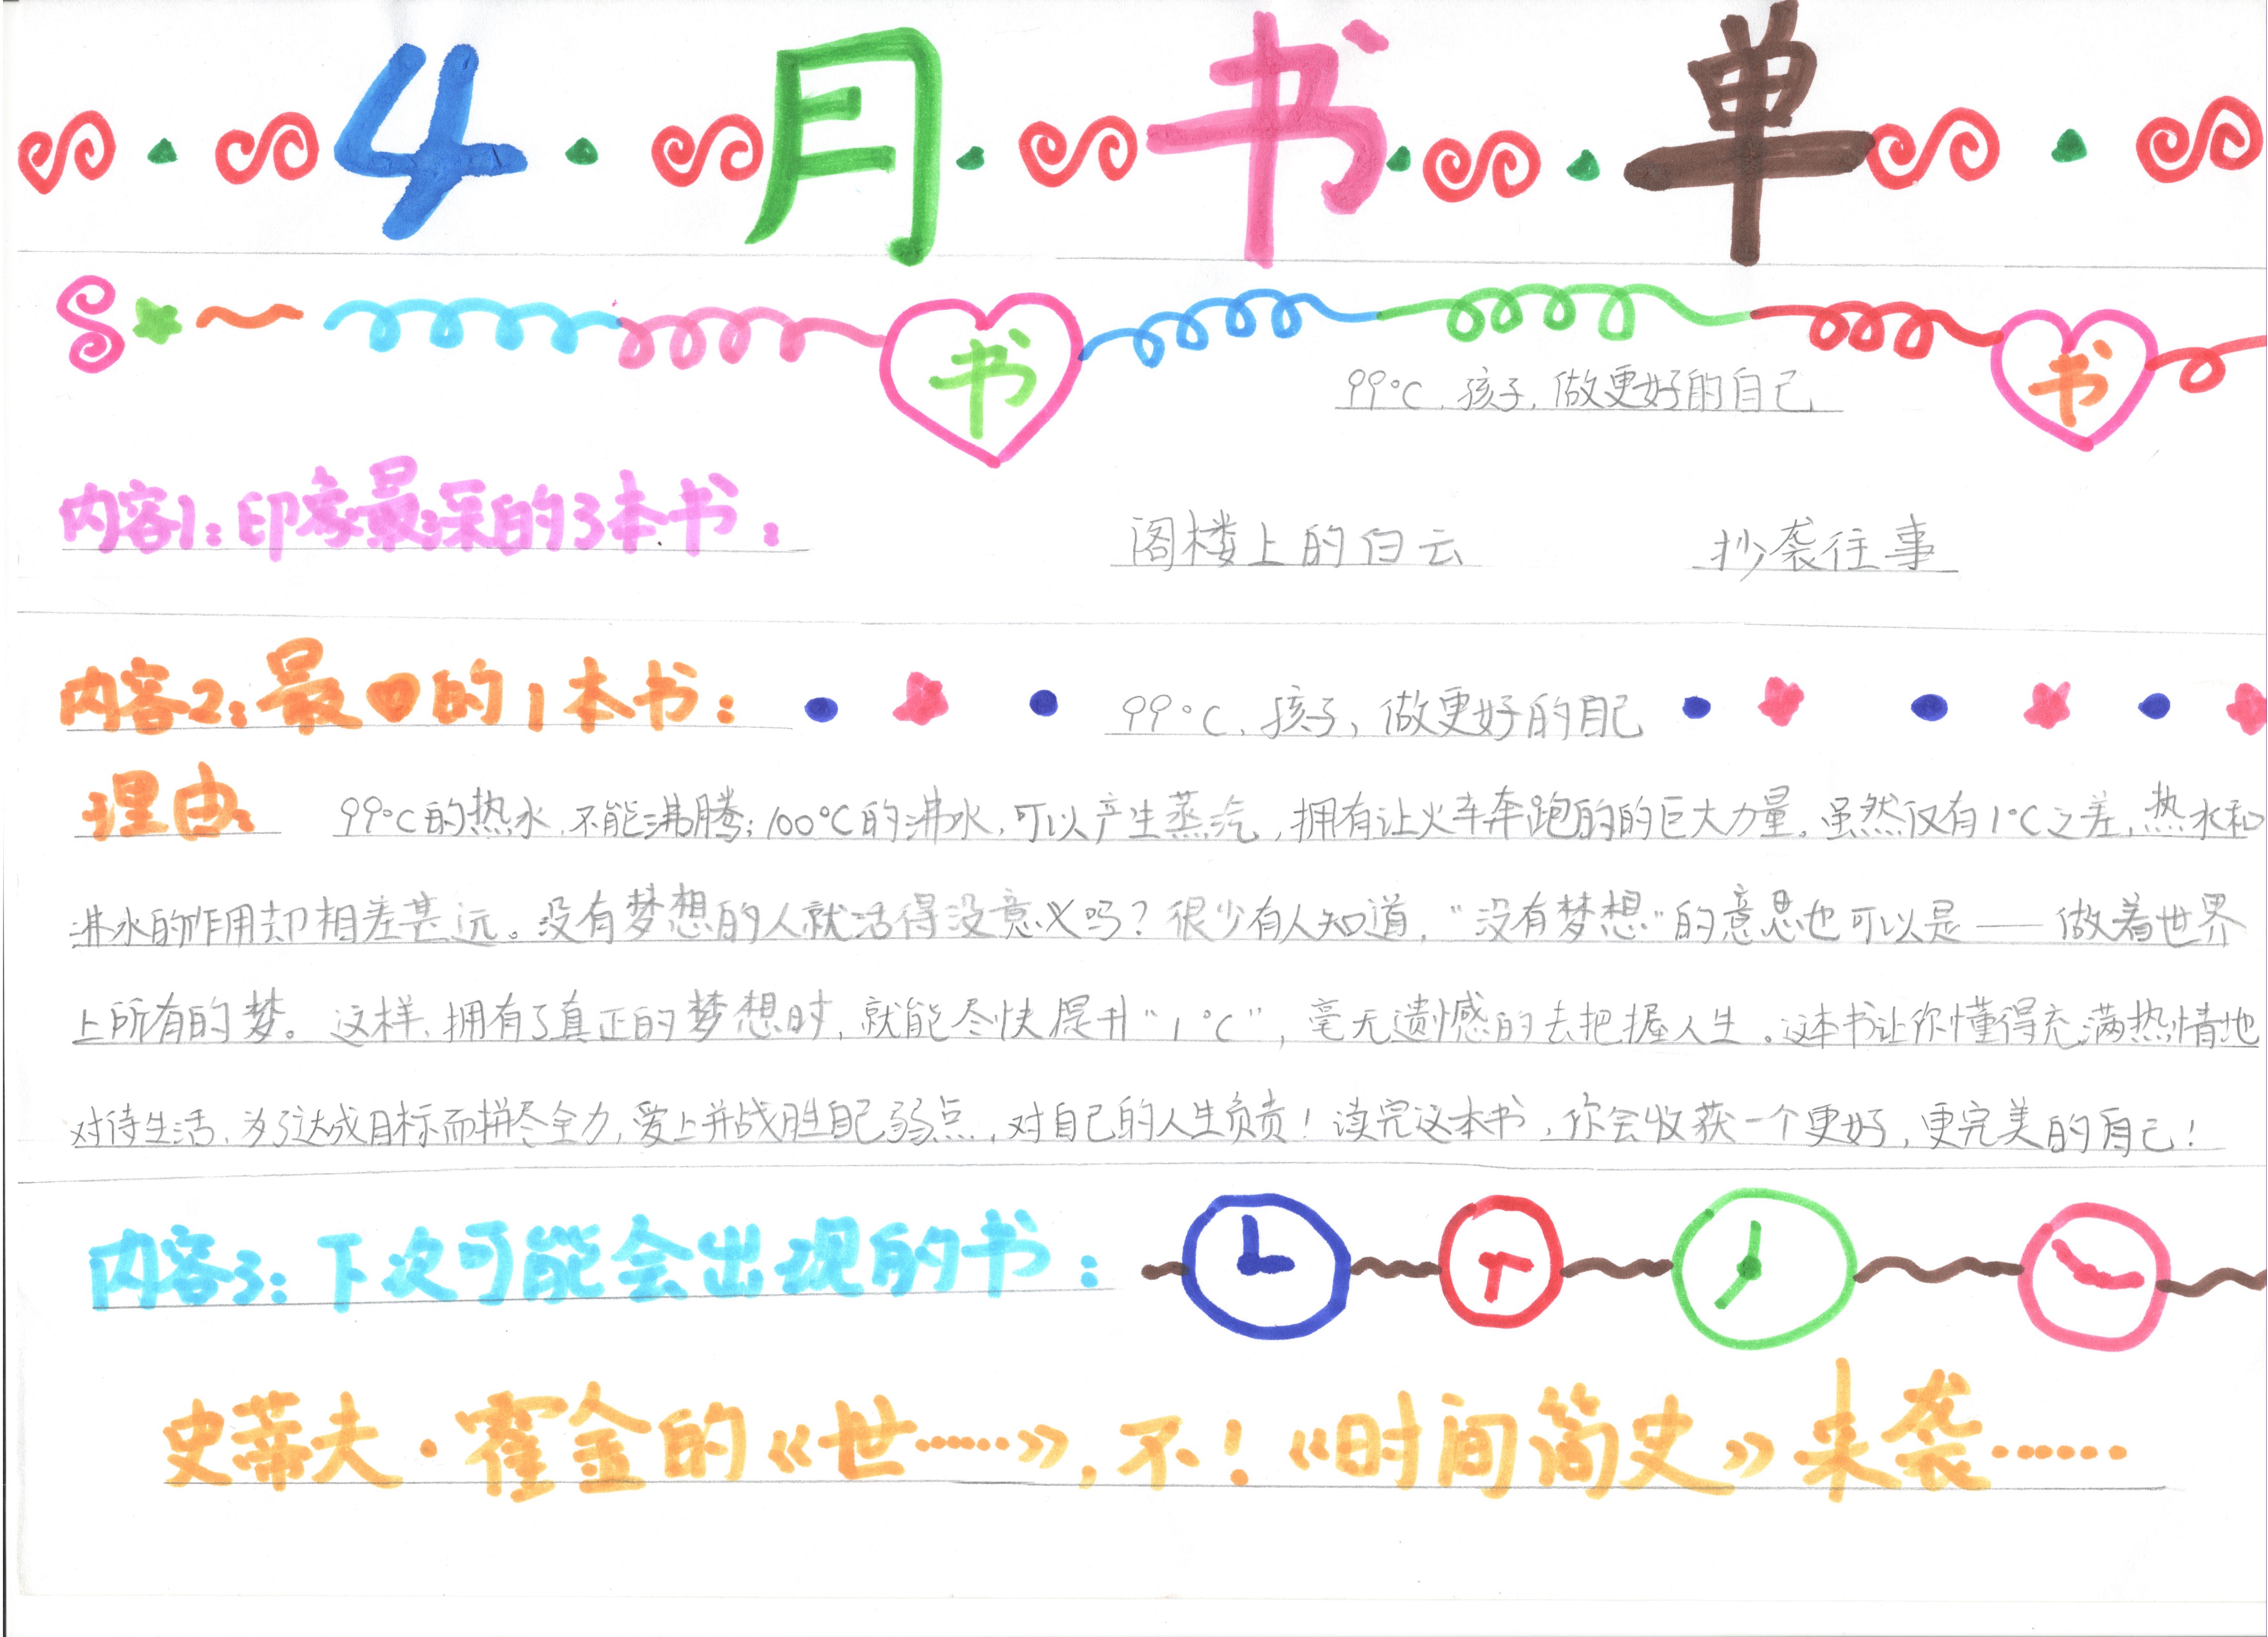 4月书单
书
书
99°C，孩子，做更好的自己
内容1：印象最深的3本书：
阁楼上的白云 抄袭往事
内容2：最♥的1本书：
99°C，孩子，做更好的自己
理由： 99°C的热水，不能沸腾；100°C的沸水，可以产生蒸汽，拥有让火车奔跑的的巨大力量。虽然仅有1°C之差，热水和
沸水的作用却相差甚远。没有梦想的人就活得没意义吗？很少有人知道，“没有梦想”的意思也可以是——做着世界
上所有的梦。这样，拥有了真正的梦想时，就能尽快提升“1°C”，毫无遗憾的去把握人生。这本书让你懂得充满热情地
对待生活、为了达成目标而拼尽全力，爱上并战胜自己弱点，对自己的人生负责！读完这本书，你会收获一个更好，更完美的自己！
内容3：下次可能会出现的书：
史蒂夫·霍金的《世……》，不！《时间简史》来袭……